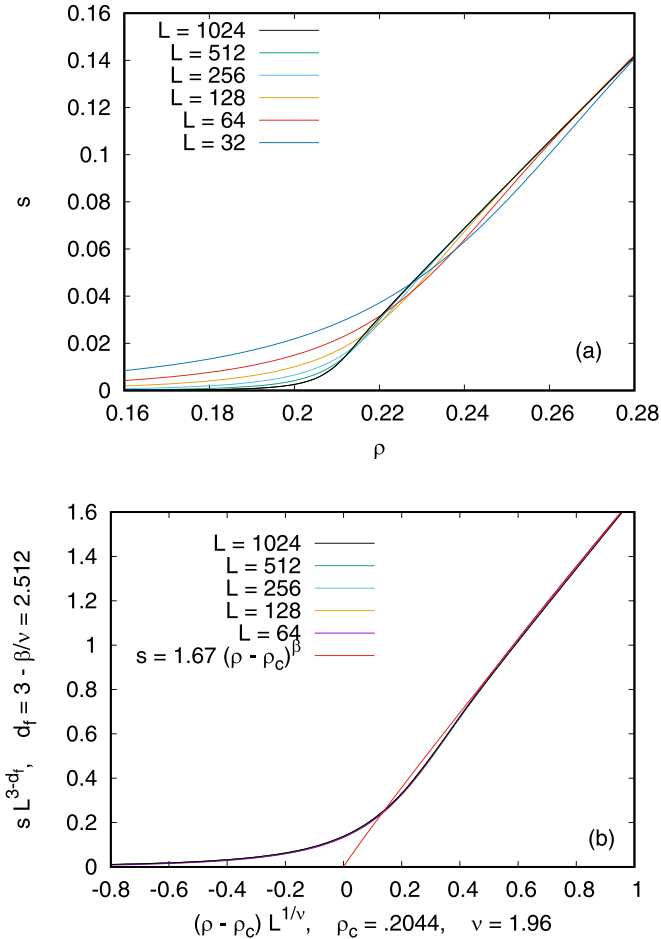 0.16
0.14
0.12
0.1
0.08
0.06
0.04
0.02
0
s
L = 1024
L = 512
L = 256
L = 128
L = 64
L = 32
(a)
0.16 0.18 0.2 0.22 0.24 0.26 0.28
ρ
1.6
1.4
1.2
1
0.8
0.6
0.4
0.2
0
s L^{3-d_f}, d_f = 3 - β/ν = 2.512
L = 1024
L = 512
L = 256
L = 128
L = 64
s = 1.67 (ρ - ρ_c)^β
(b)
-0.8 -0.6 -0.4 -0.2 0 0.2 0.4 0.6 0.8 1
(ρ - ρ_c) L^{1/ν}, ρ_c = .2044, ν = 1.96